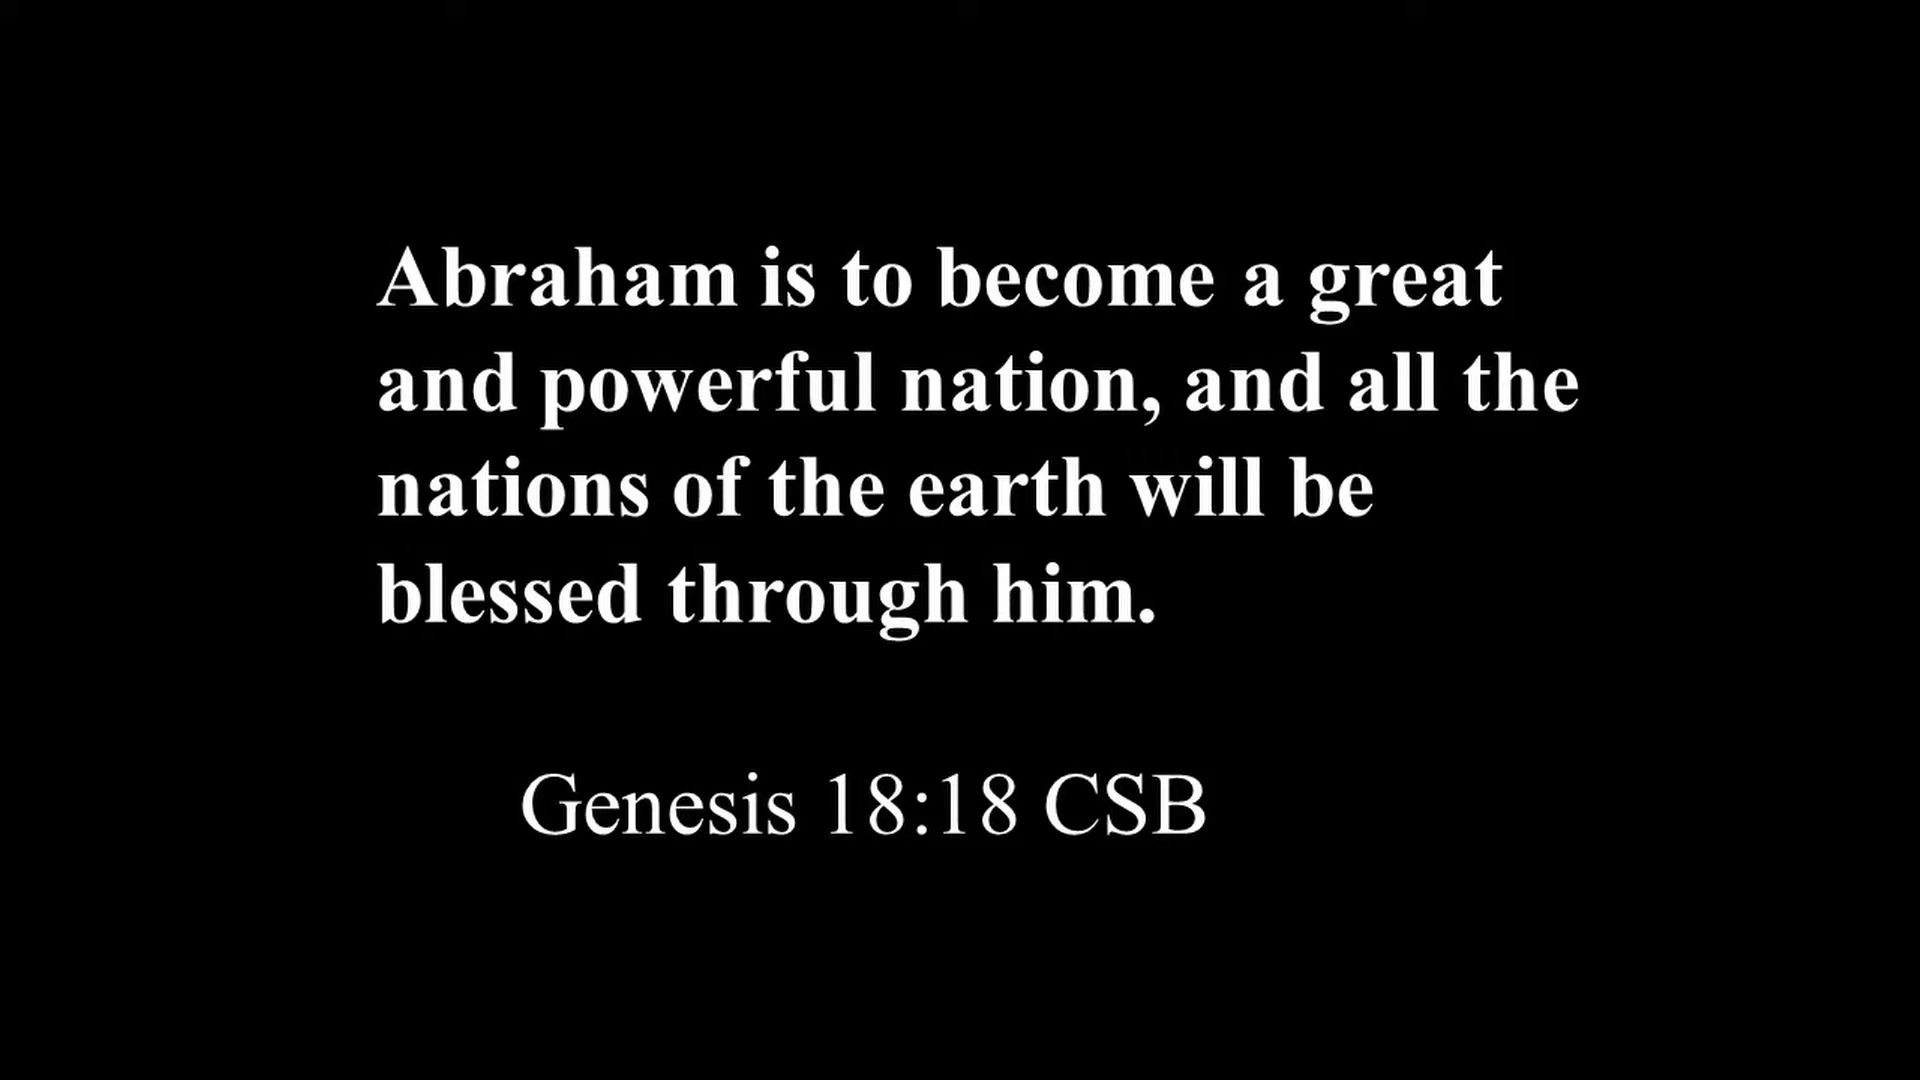 Abraham is to become a great
and powerful nation, and all the
nations of the earth will be
blessed through him.
Genesis 18:18 CSB